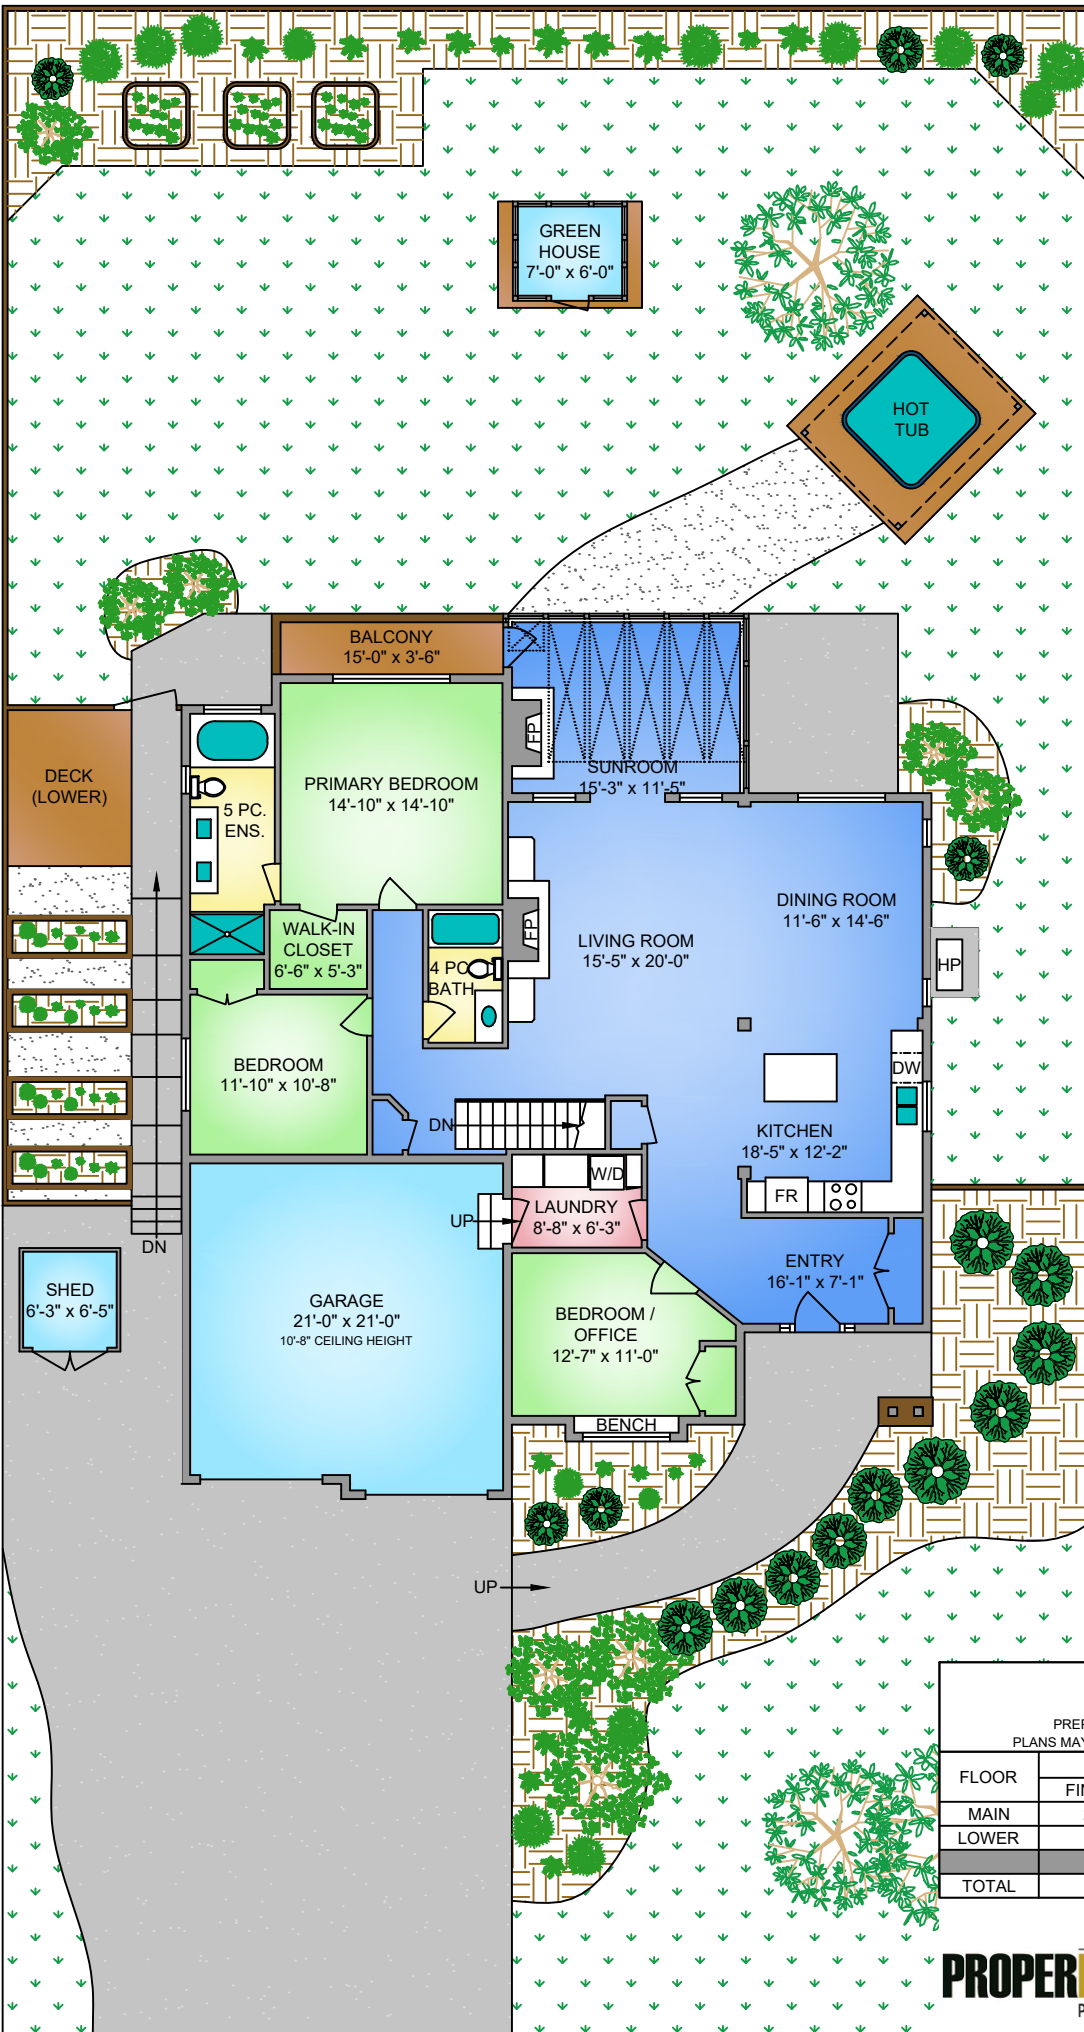 GREEN
HOUSE
7'-0" x 6'-0"
HOT
TUB
BALCONY
15'-0" x 3'-6"
FP
SUNROOM
15'-3" x 11'-5"
DECK
(LOWER)
PRIMARY BEDROOM
14'-10" x 14'-10"
5 PC.
ENS.
DINING ROOM
11'-6" x 14'-6"
WALK-IN
CLOSET
6'-6" x 5'-3"
FP
LIVING ROOM
15'-5" x 20'-0"
4 PC.
BATH
HP
BEDROOM
11'-10" x 10'-8"
DW
DN
KITCHEN
18'-5" x 12'-2"
W/D
FR
LAUNDRY
8'-8" x 6'-3"
UP
DN
ENTRY
16'-1" x 7'-1"
SHED
6'-3" x 6'-5"
GARAGE
21'-0" x 21'-0"
10'-8" CEILING HEIGHT
BEDROOM /
OFFICE
12'-7" x 11'-0"
BENCH
UP
PREP
PLANS MAY
FLOOR
FIN
MAIN
LOWER
TOTAL
PROPER
P